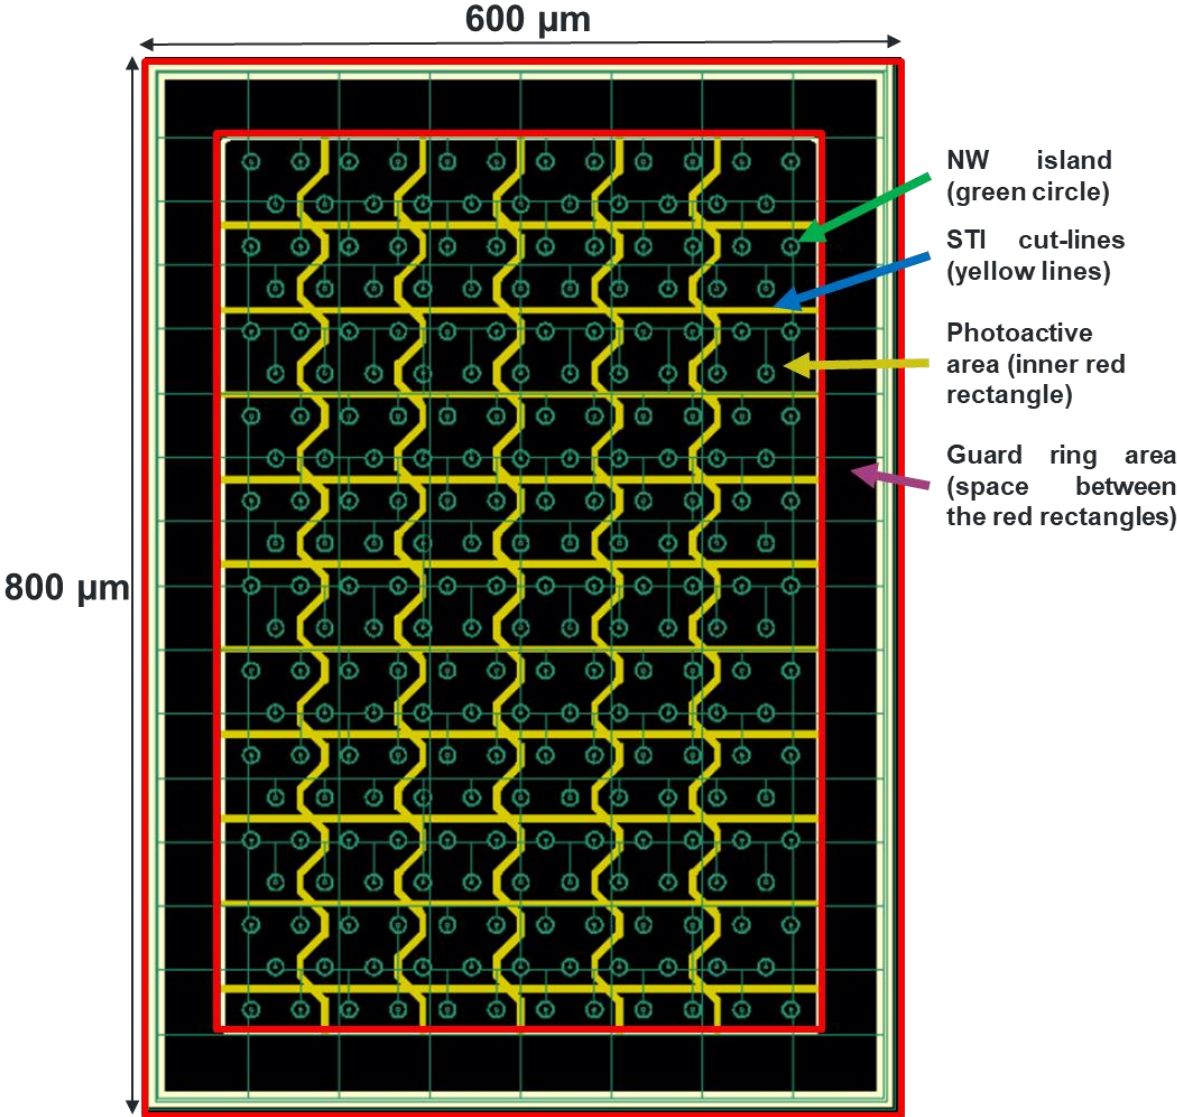 600 µm
NW island
(green circle)
STI cut-lines
(yellow lines)
Photoactive
area (inner red
rectangle)
Guard ring area
(space between
the red rectangles)
800 µm